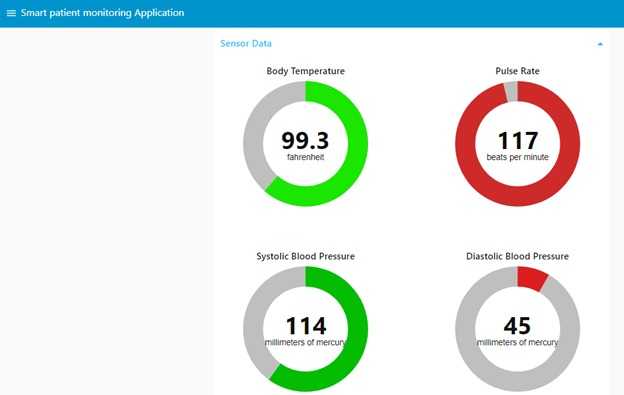 Smart patient monitoring Application
Sensor Data
Body Temperature
99.3
fahrenheit
Pulse Rate
117
beats per minute
Systolic Blood Pressure
114
millimeters of mercury
Diastolic Blood Pressure
45
millimeters of mercury